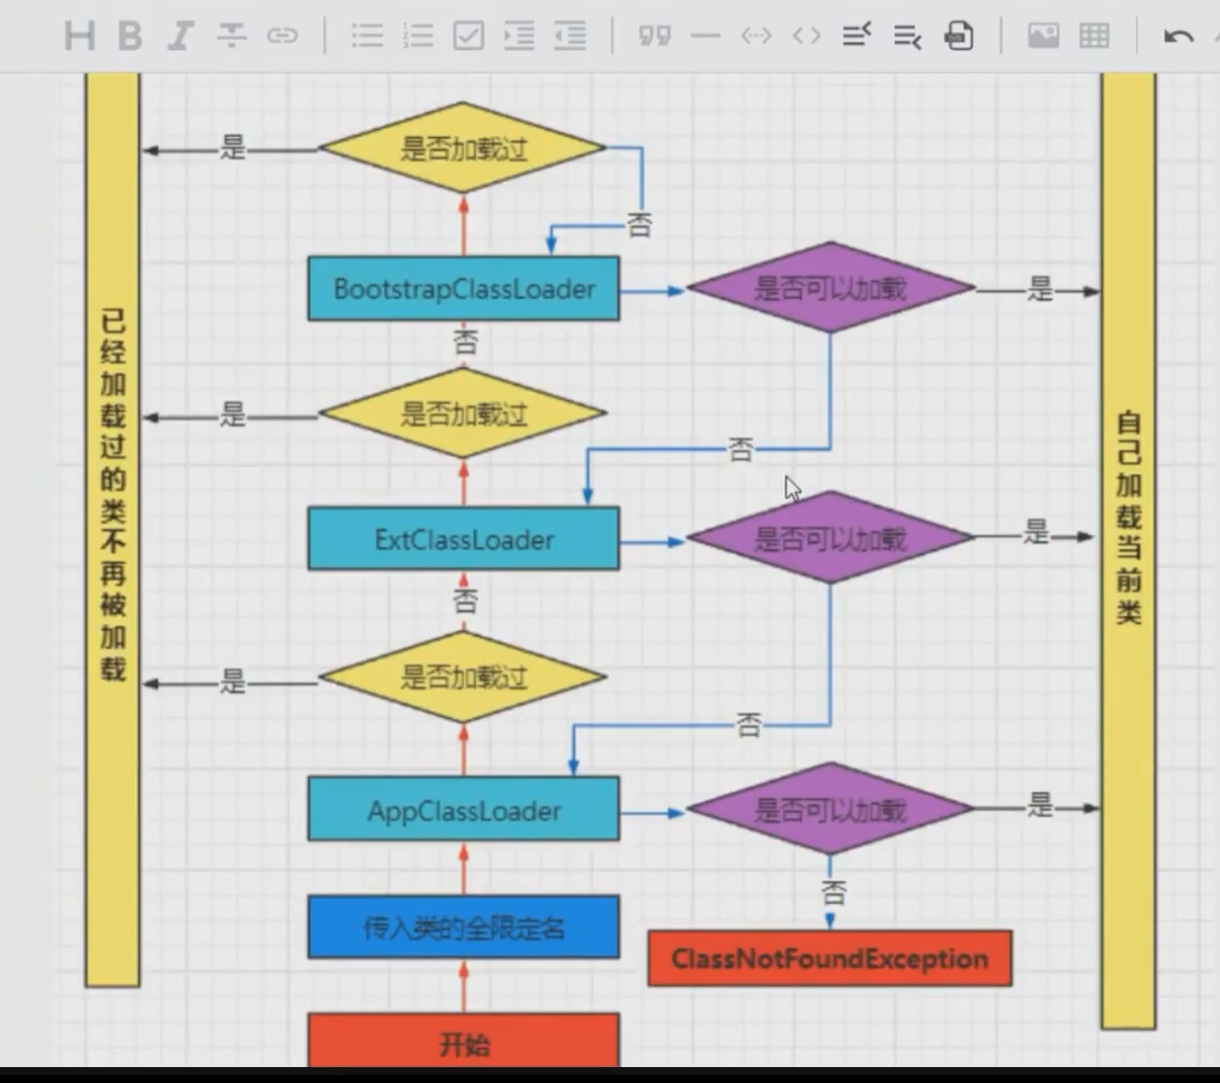 H B I
已经加载过的类不再被加载
是
是否加载过
否
BootstrapClassLoader
是否可以加载
是
否
是
是否加载过
否
自己加载当前类
ExtClassLoader
是否可以加载
是
否
是
是否加载过
否
AppClassLoader
是否可以加载
是
否
传入类的全限定名
ClassNotFoundException
开始